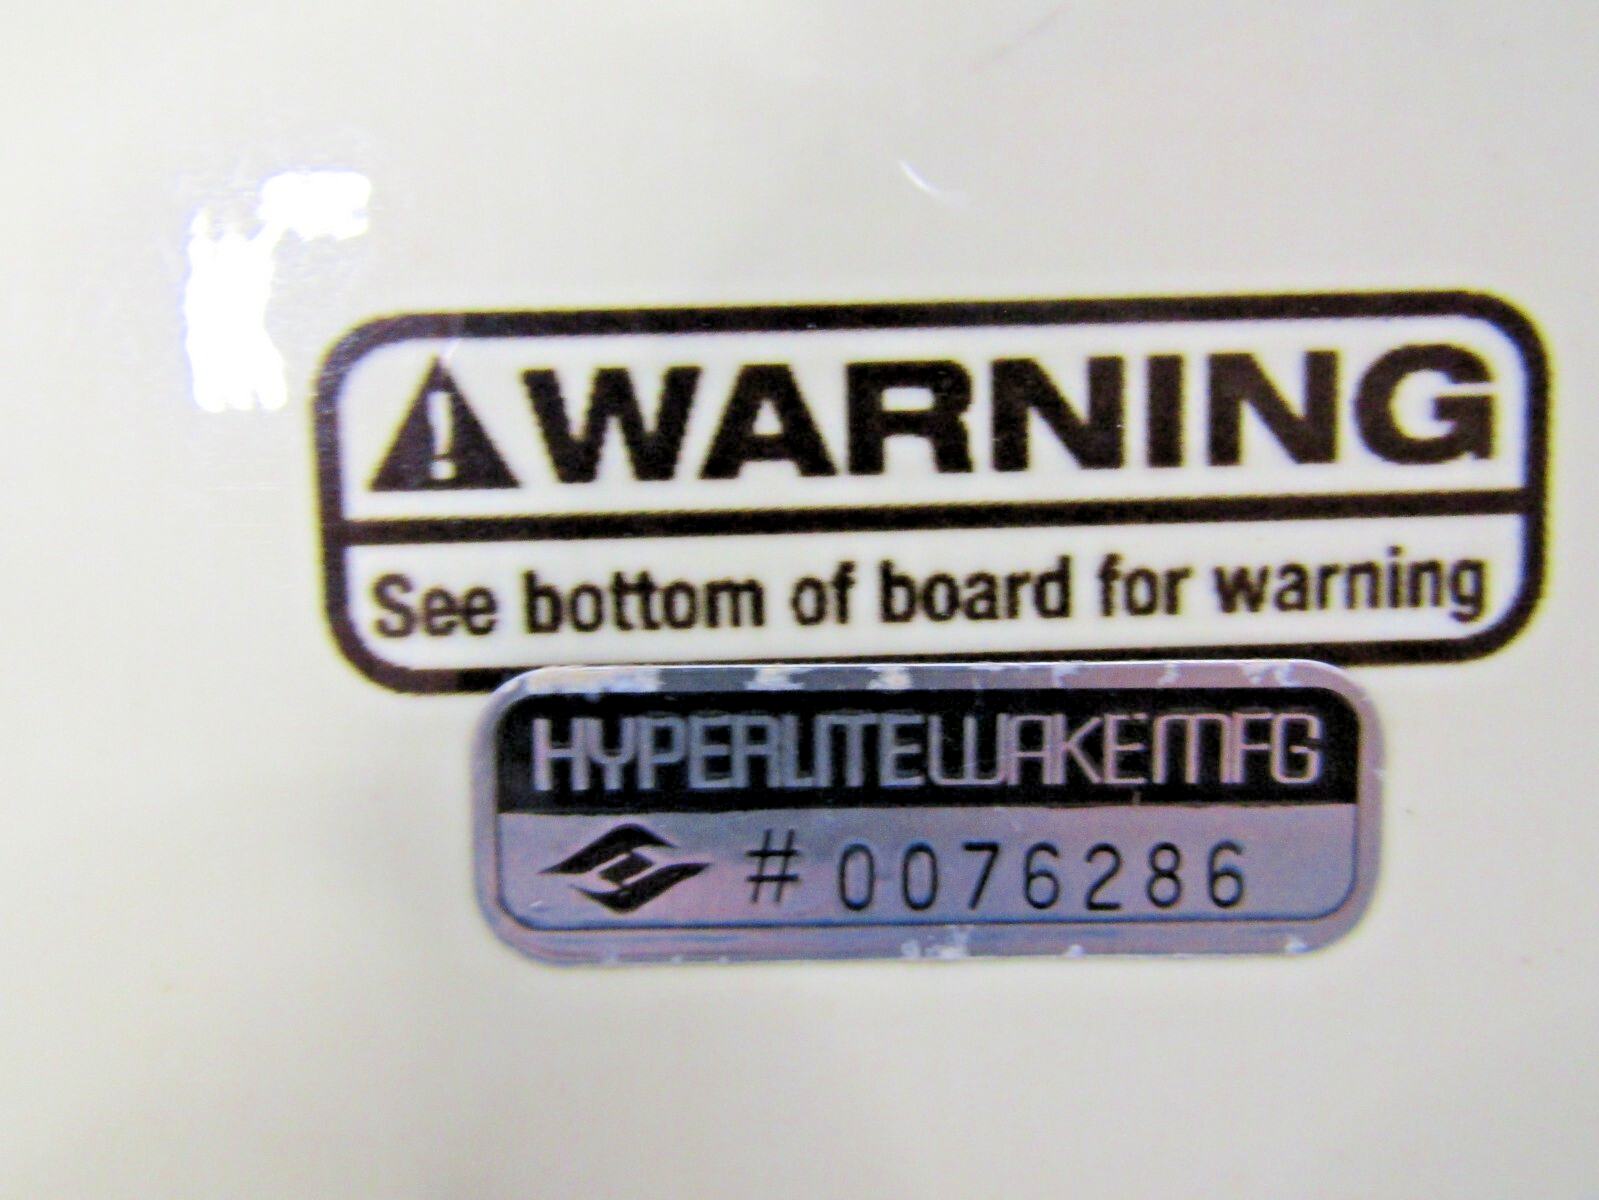 WARNING
See bottom of board for warning
HYPERLITEWAKEMFG
# 0076286